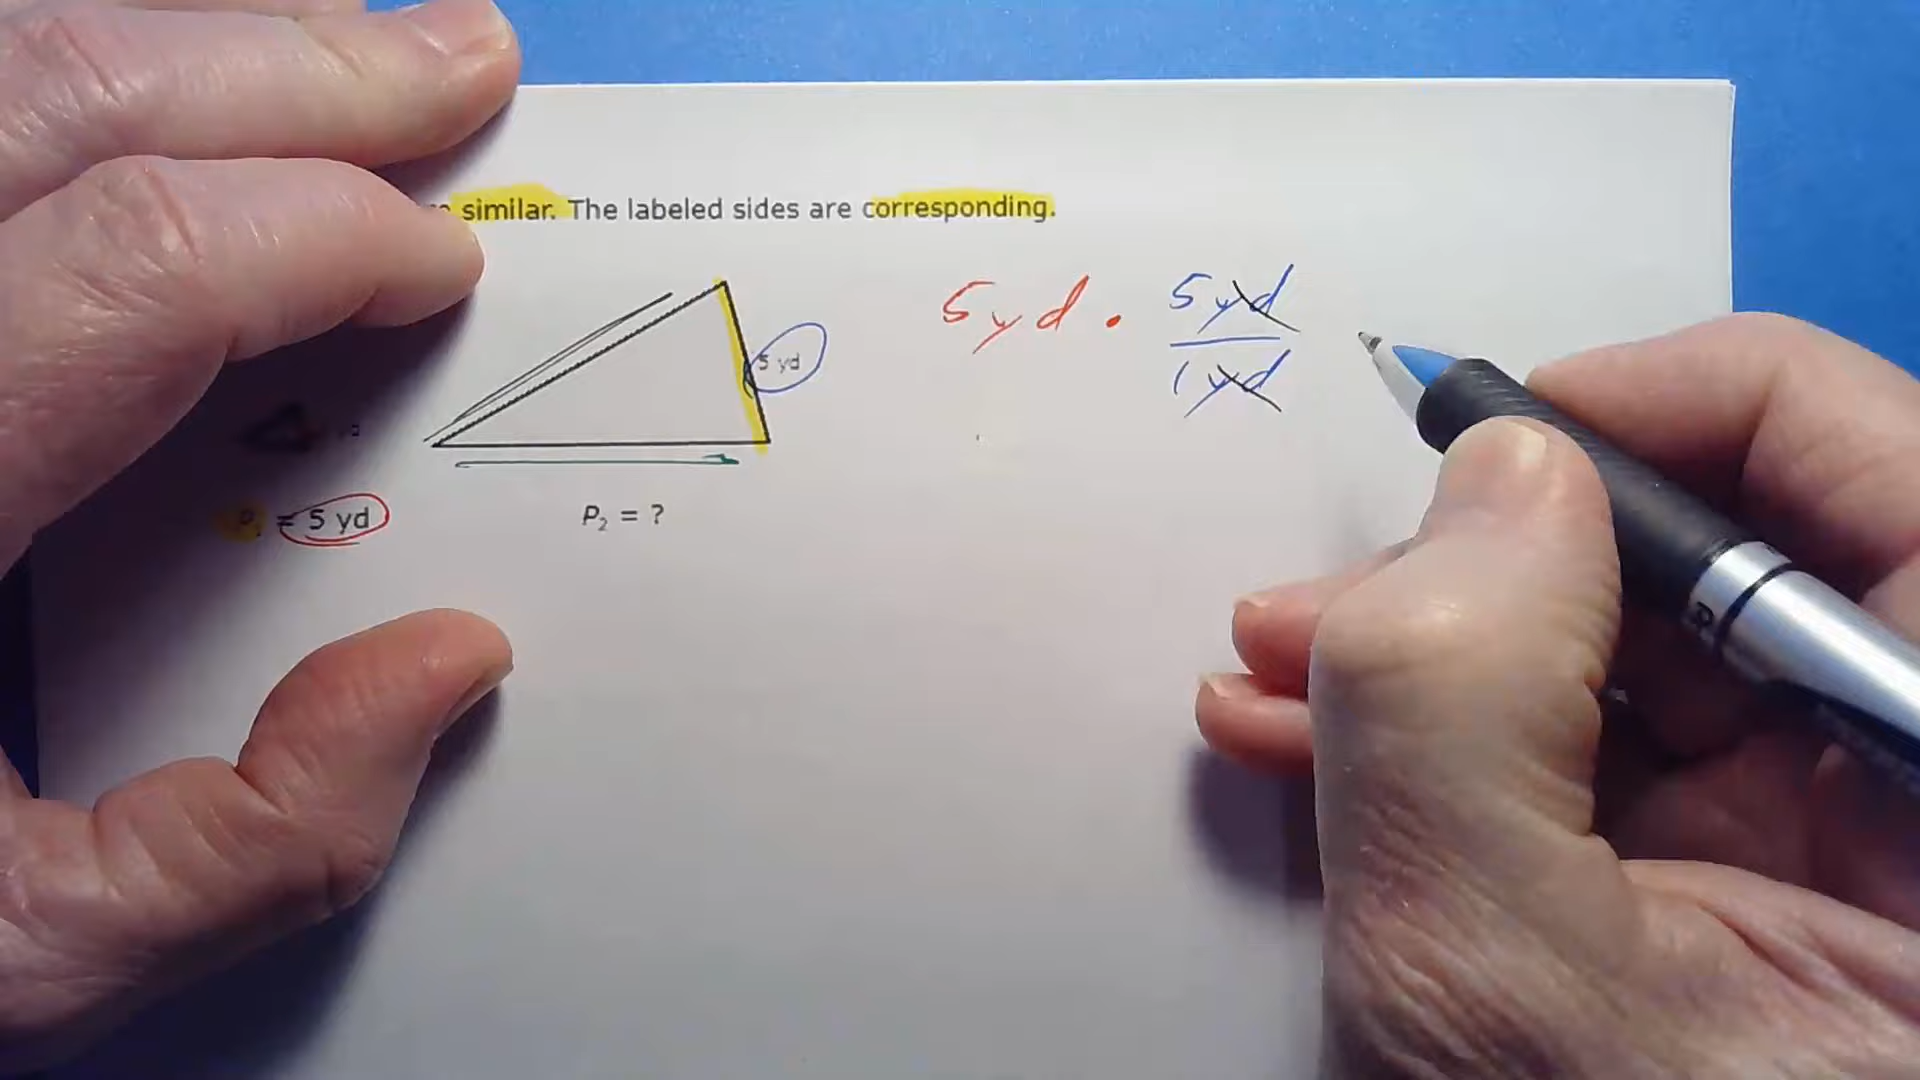 similar. The labeled sides are corresponding.
5 yd · 5 yd
1 yd
5 yd
= 5 yd
P₂ = ?